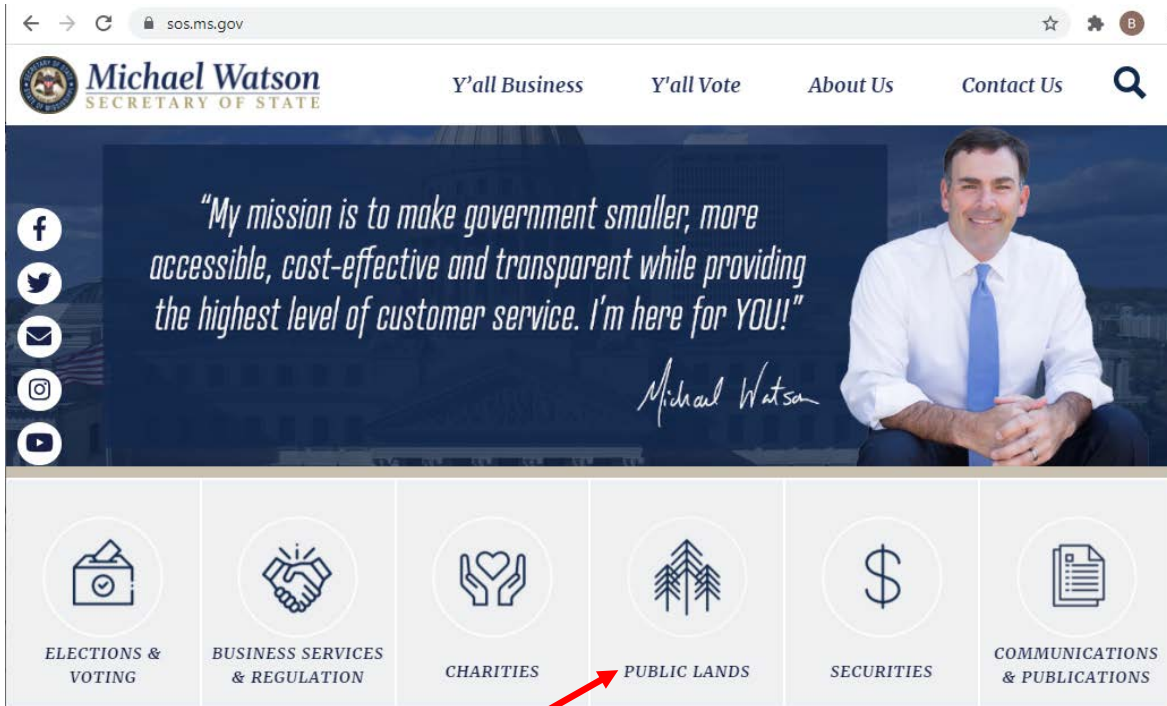 sos.ms.gov
B
Michael Watson
SECRETARY OF STATE
Y’all Business
Y'all Vote
About Us
Contact Us
“My mission is to make government smaller, more
accessible, cost-effective and transparent while providing
the highest level of customer service. I’m here for YOU!”
Michael Watson
ELECTIONS &
VOTING
BUSINESS SERVICES
& REGULATION
CHARITIES
PUBLIC LANDS
SECURITIES
COMMUNICATIONS
& PUBLICATIONS